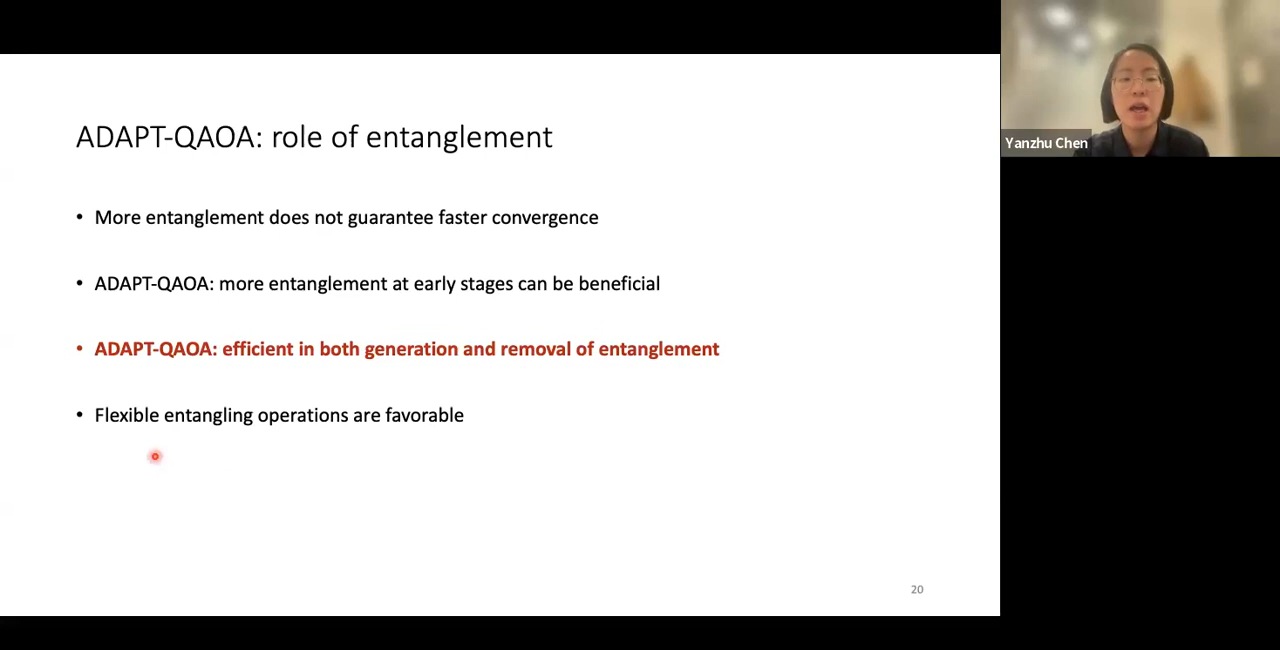 ADAPT-QAOA: role of entanglement
• More entanglement does not guarantee faster convergence
• ADAPT-QAOA: more entanglement at early stages can be beneficial
• ADAPT-QAOA: efficient in both generation and removal of entanglement
• Flexible entangling operations are favorable
20
Yanzhu Chen